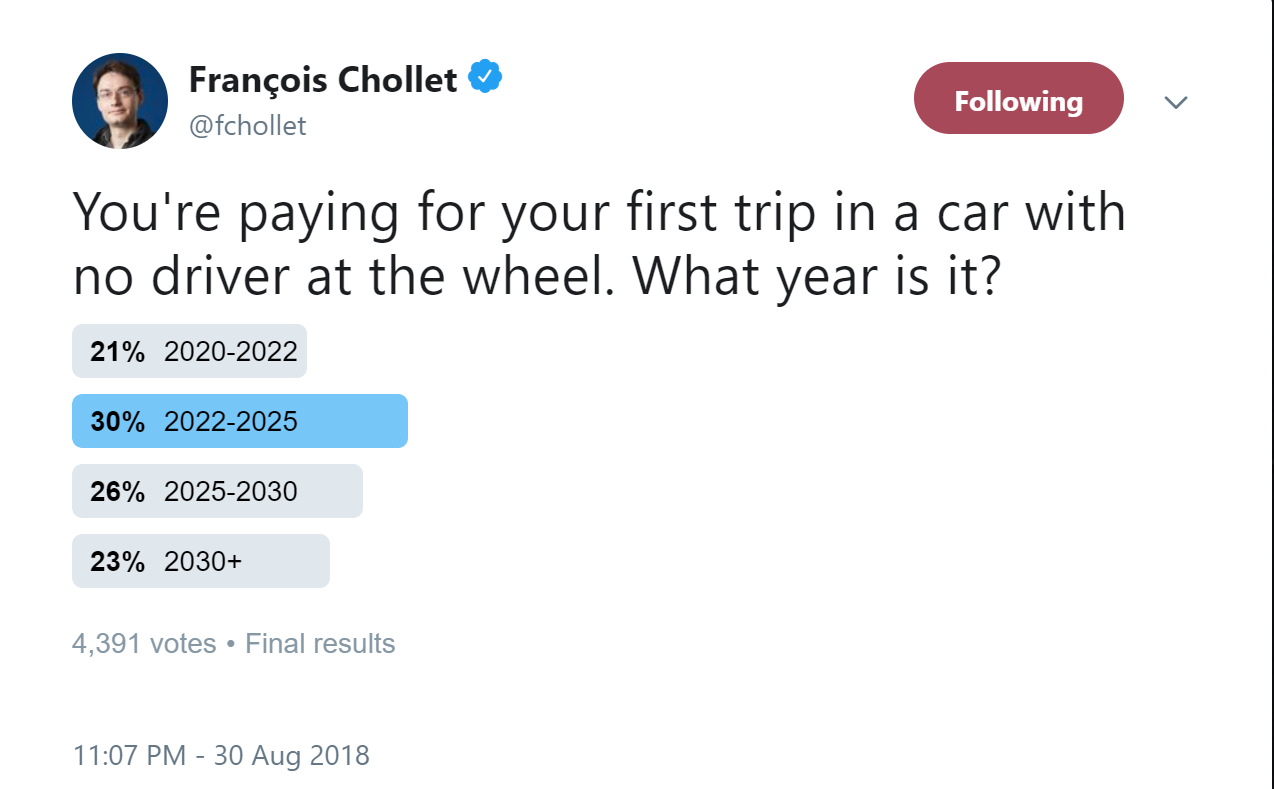 François Chollet
@fchollet
Following
You're paying for your first trip in a car with
no driver at the wheel. What year is it?
21% 2020-2022
30% 2022-2025
26% 2025-2030
23% 2030+
4,391 votes • Final results
11:07 PM - 30 Aug 2018